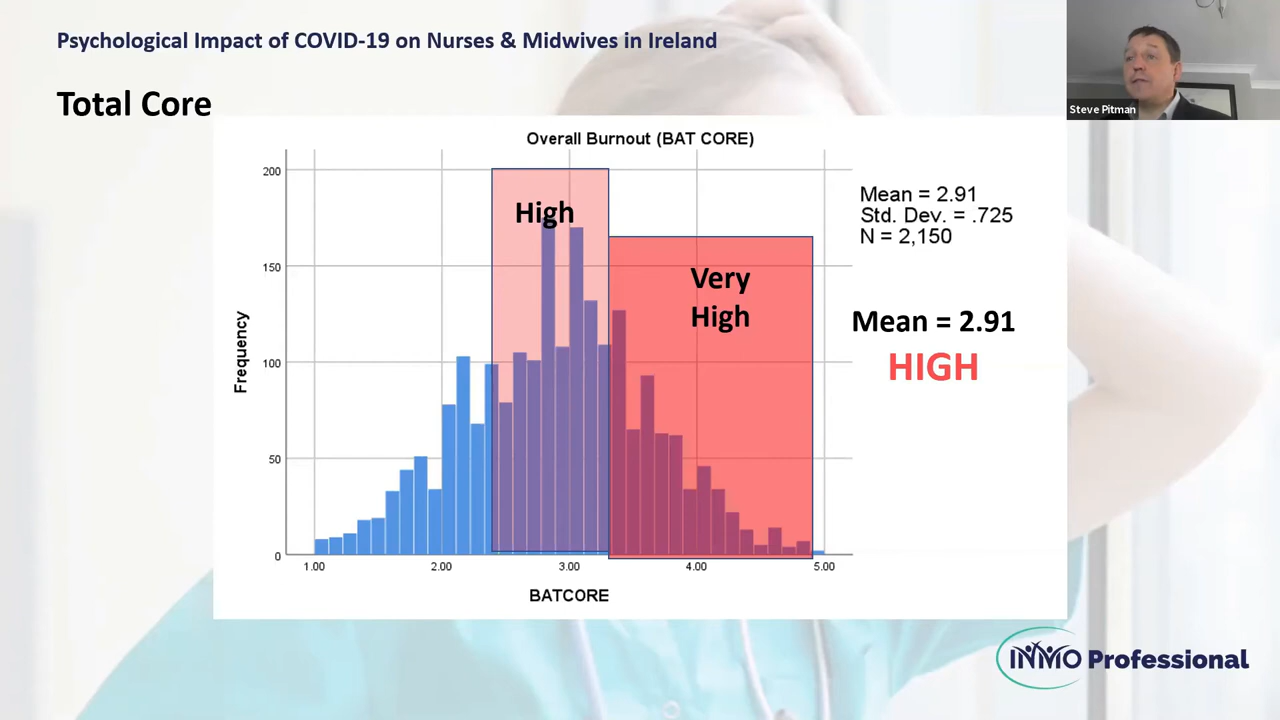 Psychological Impact of COVID-19 on Nurses & Midwives in Ireland
Steve Pitman
Total Core
Overall Burnout (BAT CORE)
200
150
100
50
0
Frequency
High
Very
High
1.00
2.00
3.00
4.00
5.00
BATCORE
Mean = 2.91
Std. Dev. = .725
N = 2,150
Mean = 2.91
HIGH
INMO Professional